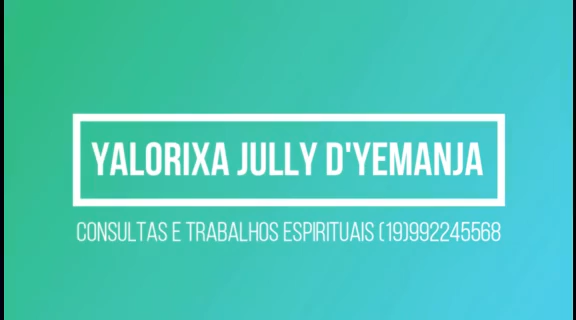 YALORIXA JULLY D'YEMANJA
CONSULTAS E TRABALHOS ESPIRITUAIS (19)992245568